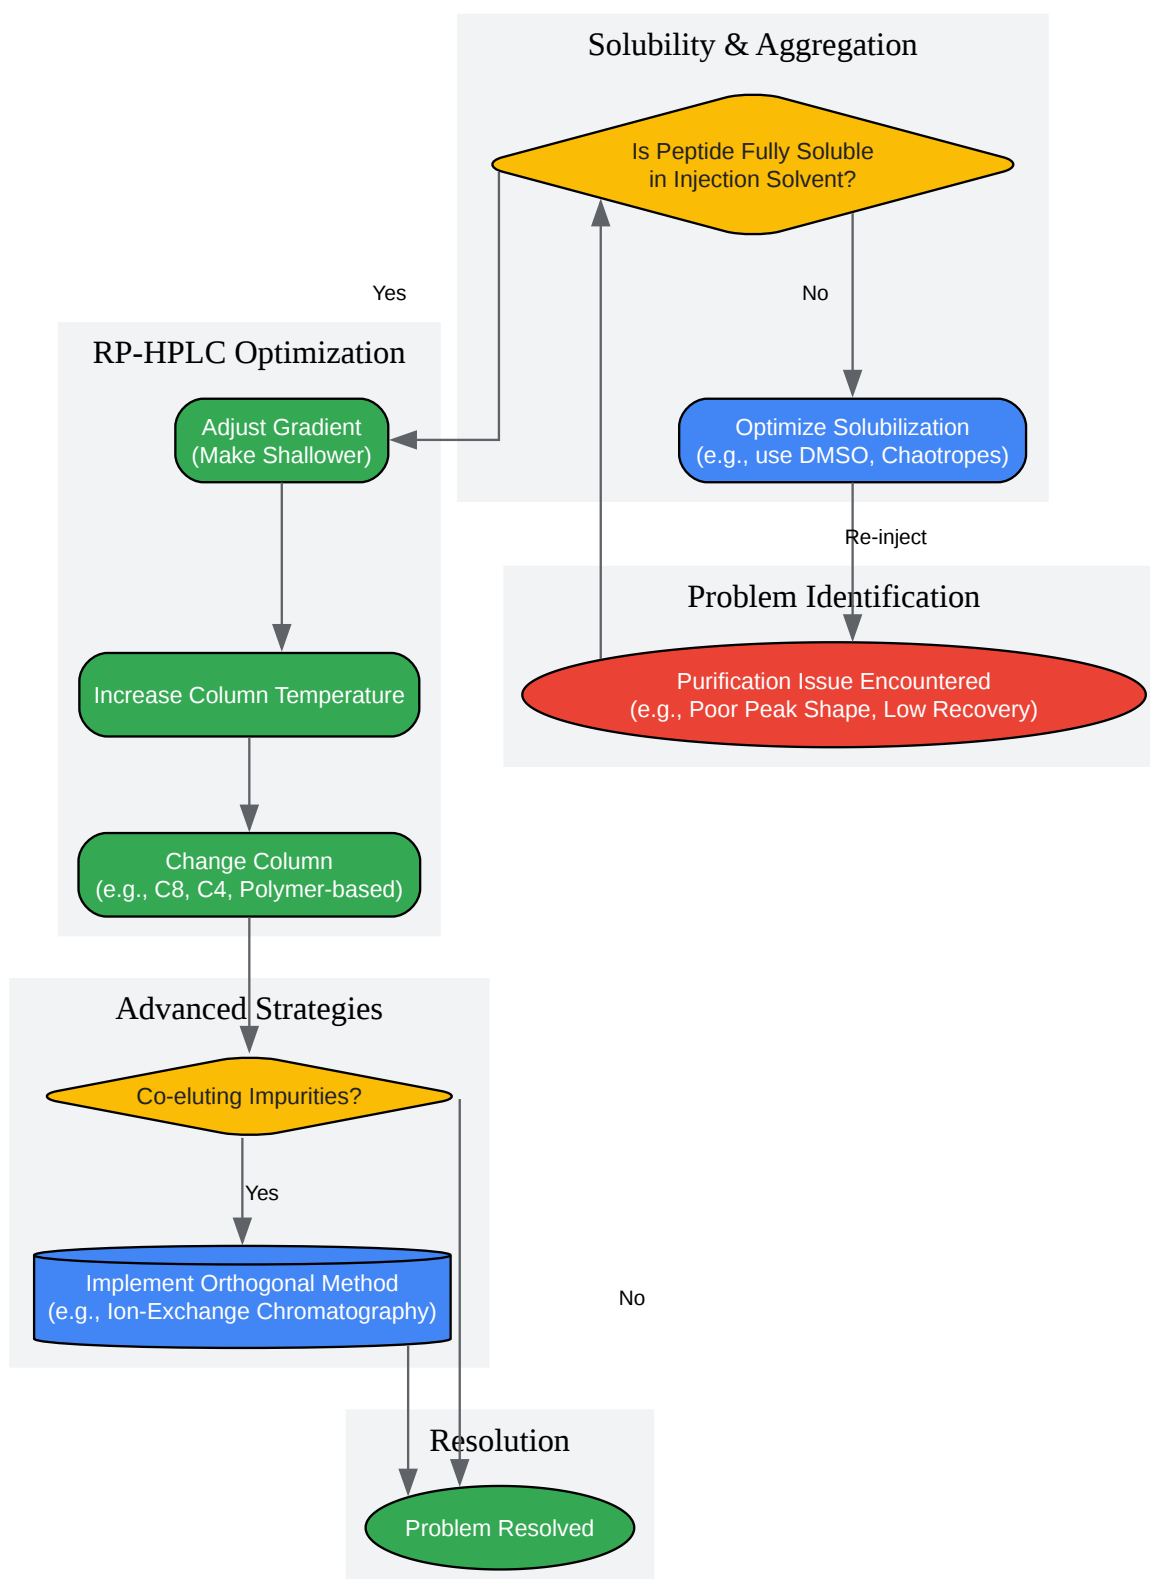 Solubility & Aggregation
Is Peptide Fully Soluble
in Injection Solvent?
Yes
No
RP-HPLC Optimization
Adjust Gradient
(Make Shallower)
Optimize Solubilization
(e.g., use DMSO, Chaotropes)
Re-inject
Problem Identification
Purification Issue Encountered
(e.g., Poor Peak Shape, Low Recovery)
Increase Column Temperature
Change Column
(e.g., C8, C4, Polymer-based)
Advanced Strategies
Co-eluting Impurities?
Yes
Implement Orthogonal Method
(e.g., Ion-Exchange Chromatography)
No
Resolution
Problem Resolved